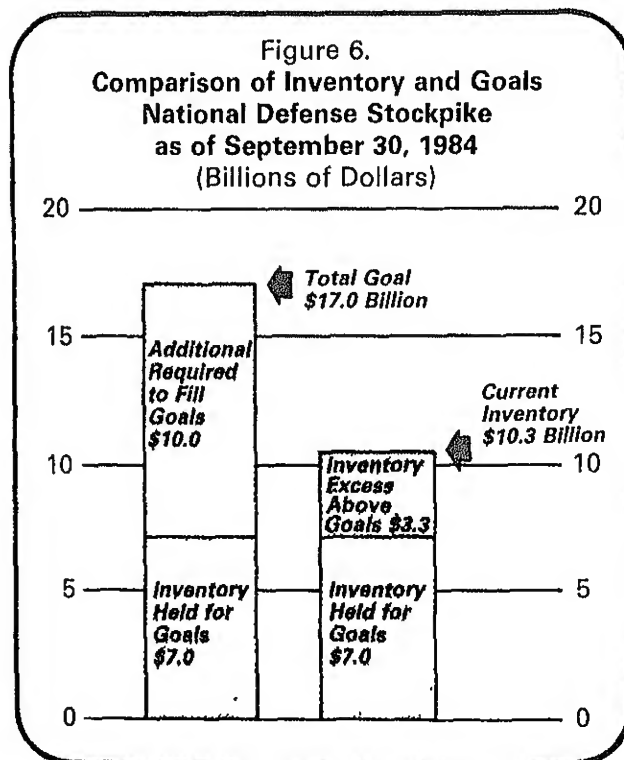 Figure 6.
Comparison of Inventory and Goals
National Defense Stockpike
as of September 30, 1984
(Billions of Dollars)
20
20
Total Goal
$17.0 Billion
15
15
Additional
Required
to Fill
Goals
$10.0
Current
Inventory
$10.3 Billion
10
10
Inventory
Excess
Above
Goals $3.3
5
5
Inventory
Held for
Goals
$7.0
Inventory
Held for
Goals
$7.0
0
0